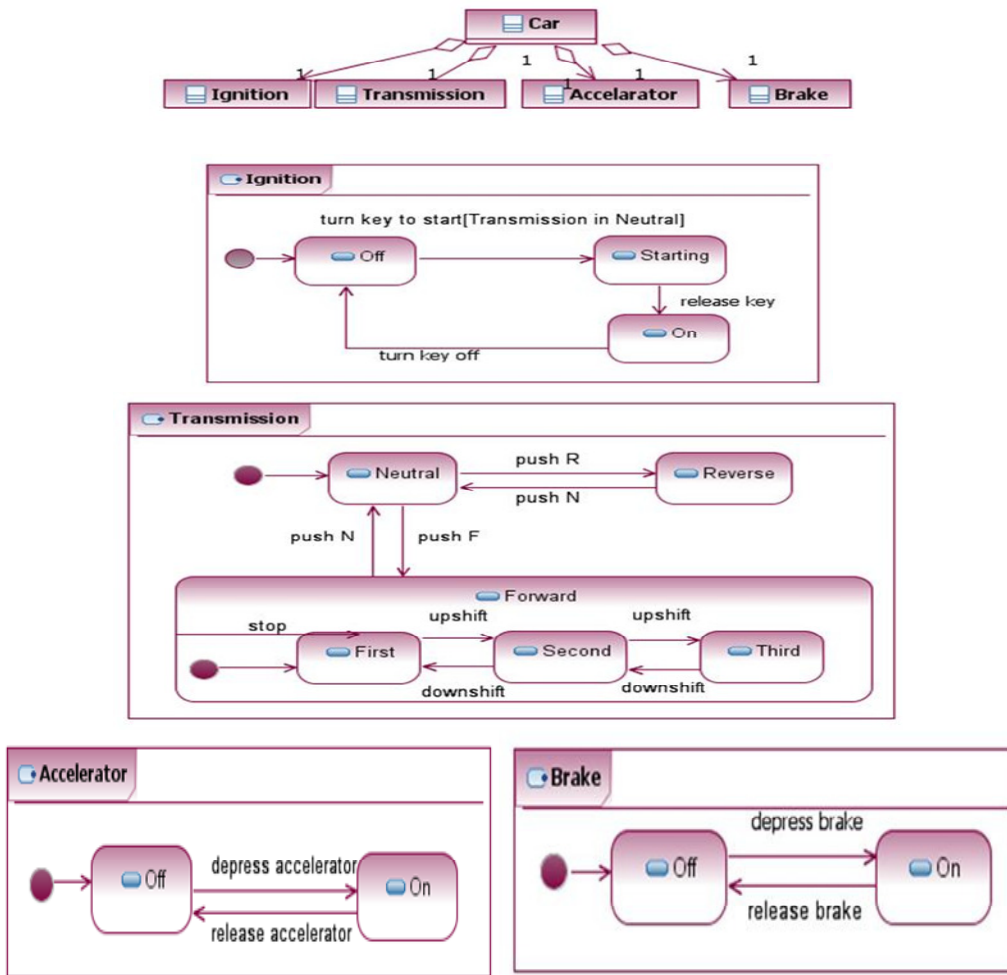 Car
1 1 1 1 1 1
Ignition Transmission Accelarator Brake
Ignition
turn key to start[Transmission in Neutral]
Off Starting
release key
On
turn key off
Transmission
Neutral push R Reverse
push N
push N push F
Forward
stop upshift upshift
First Second Third
downshift downshift
Accelerator
Off depress accelerator On
release accelerator
Brake
depress brake
Off On
release brake